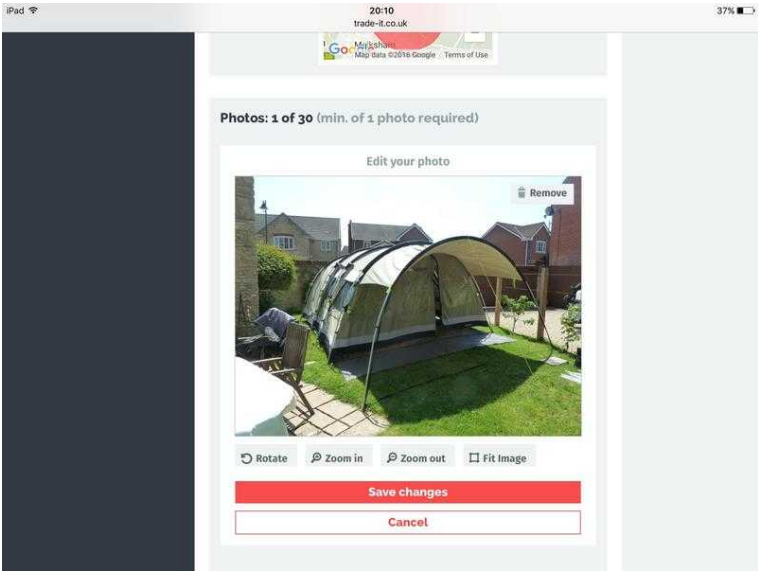 iPad 20:10 37%
trade-it.co.uk
Melksham
Google Map data ©2016 Google Terms of Use
Photos: 1 of 30 (min. of 1 photo required)
Edit your photo
Remove
Rotate Zoom in Zoom out Fit Image
Save changes
Cancel